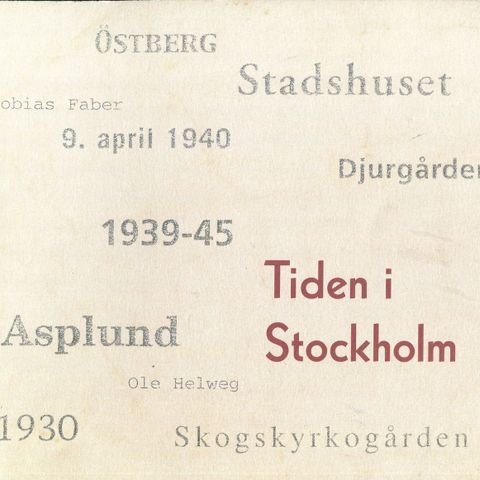 ÖSTBERG
Stadshuset
obias Faber
9. april 1940
Djurgården
1939-45
Tiden i
Stockholm
Asplund
Ole Helweg
1930
Skogskyrkogården